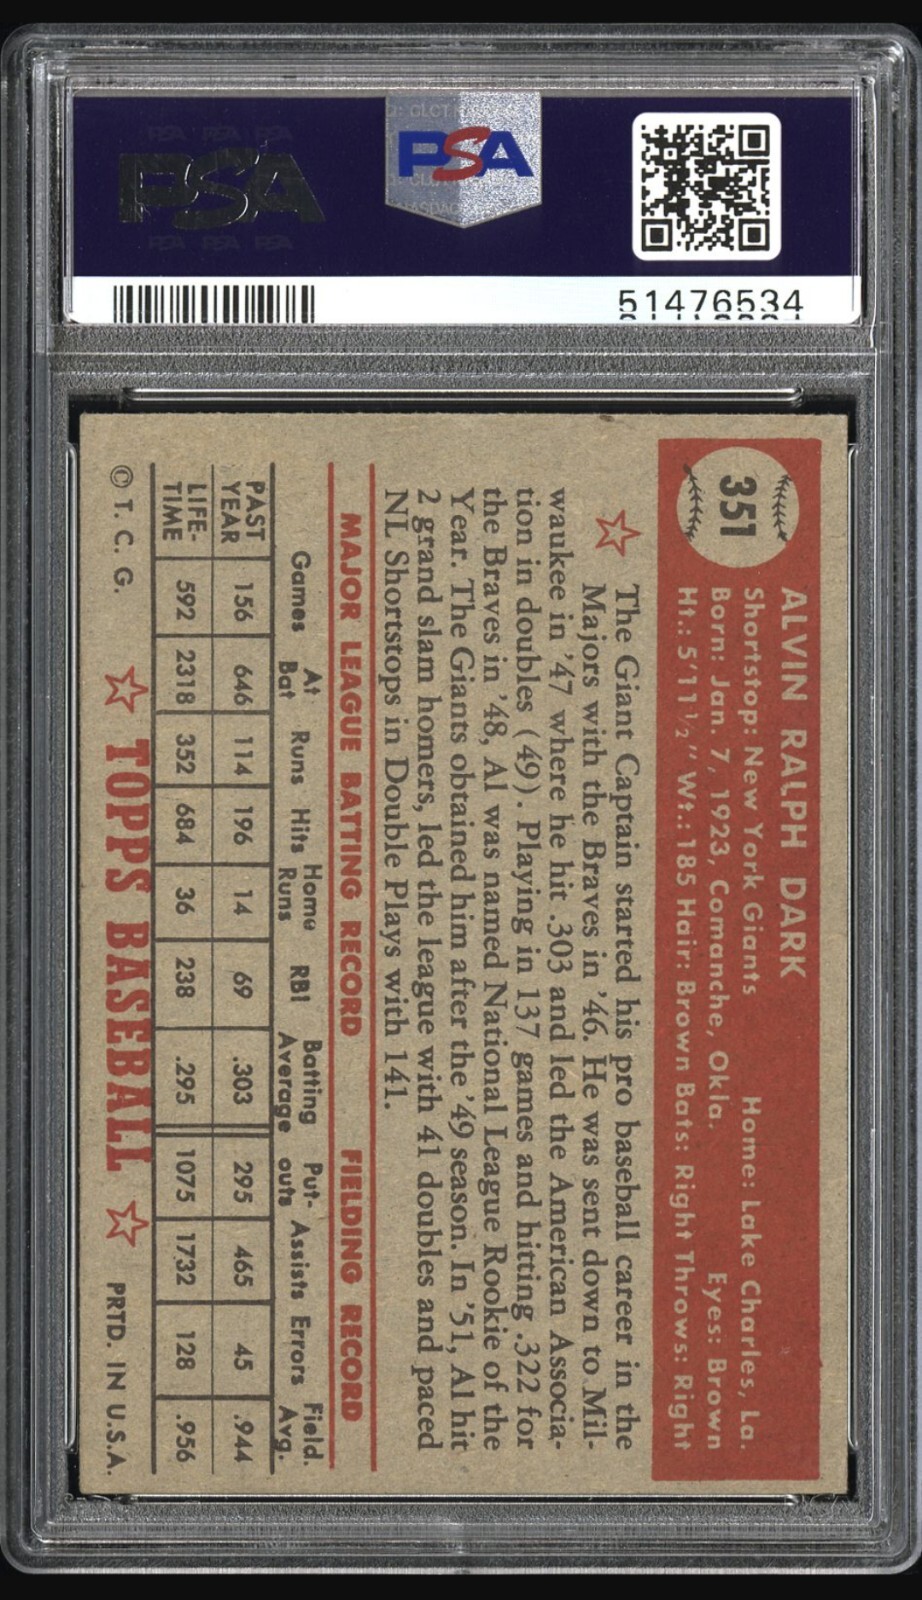 PSA
PSA
51476534
351
ALVIN RALPH DARK
Shortstop: New York Giants Home: Lake Charles, La.
Born: Jan. 7, 1923, Comanche, Okla. Eyes: Brown
Ht.: 5'11½" Wt.: 185 Hair: Brown Bats: Right Throws: Right
The Giant Captain started his pro baseball career in the
Majors with the Braves in '46. He was sent down to Mil-
waukee in '47 where he hit .303 and led the American Associa-
tion in doubles (49). Playing in 137 games and hitting .322 for
the Braves in '48, Al was named National League Rookie of the
Year. The Giants obtained him after the '49 season. In '51, Al hit
2 grand slam homers, led the league with 41 doubles and paced
NL Shortstops in Double Plays with 141.
MAJOR LEAGUE BATTING RECORD FIELDING RECORD
Games At Bat Runs Hits Home Runs RBI Batting Average Put-outs Assists Errors Field. Avg.
PAST YEAR 156 646 114 196 14 69 .303 295 465 45 .944
LIFE-TIME 592 2318 352 684 36 238 .295 1075 1732 128 .956
© T. C. G. TOPPS BASEBALL PRTD. IN U.S.A.